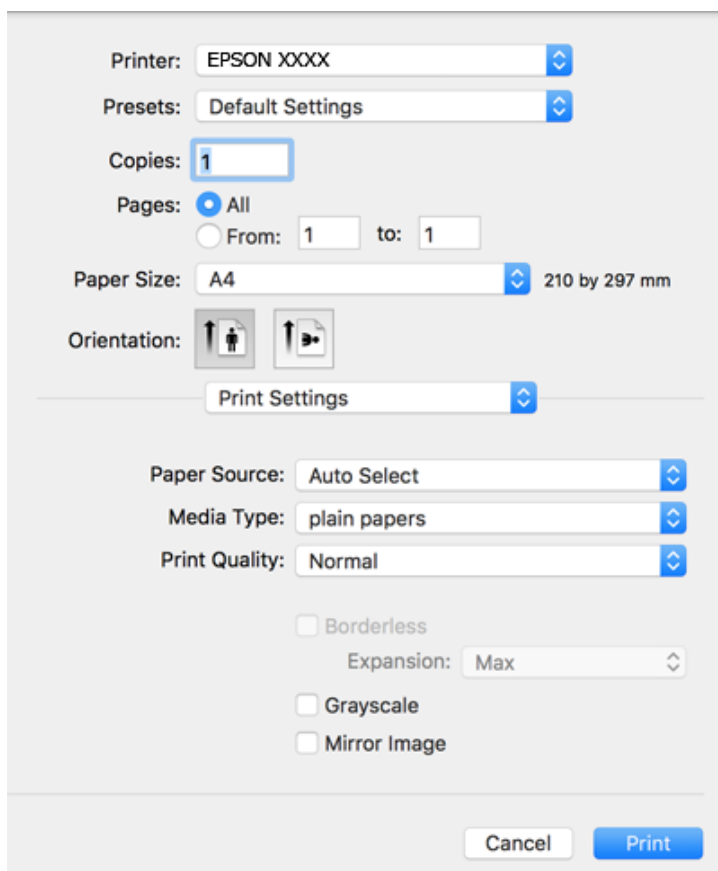 Printer: EPSON XXXX
Presets: Default Settings
Copies: 1
Pages: All
From: 1 to: 1
Paper Size: A4 210 by 297 mm
Orientation:
Print Settings
Paper Source: Auto Select
Media Type: plain papers
Print Quality: Normal
Borderless
Expansion: Max
Grayscale
Mirror Image
Cancel Print